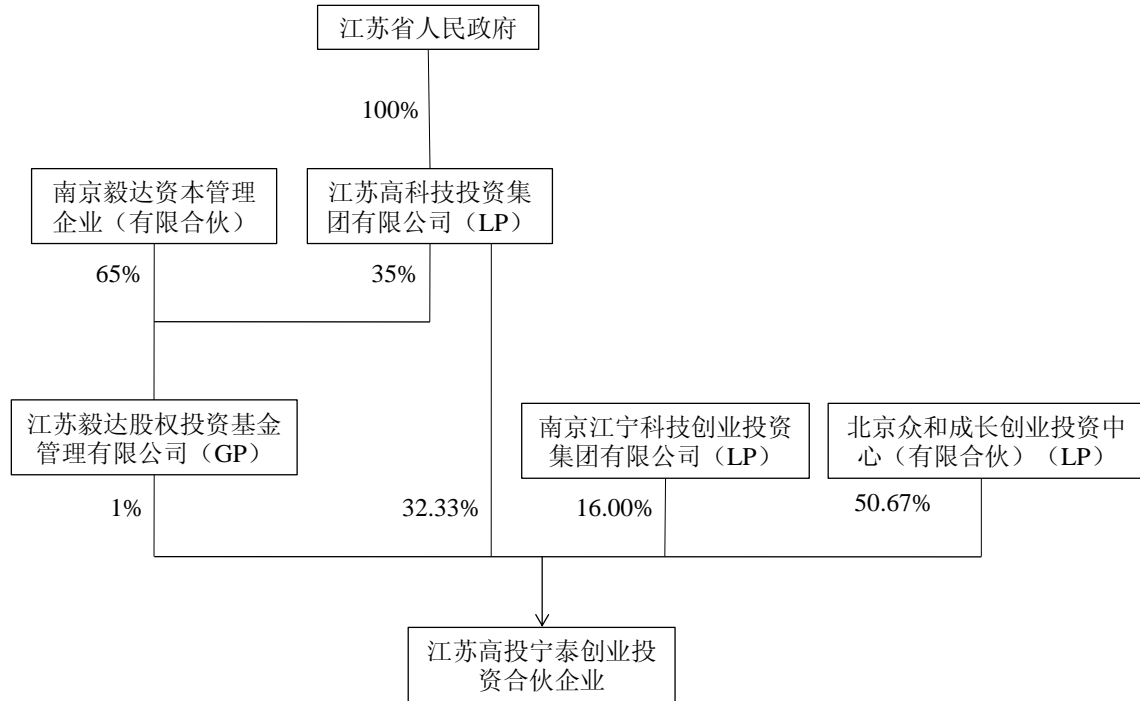 江苏省人民政府
100%
南京毅达资本管理
企业（有限合伙）
江苏高科技投资集
团有限公司（LP）
65%
35%
江苏毅达股权投资基金
管理有限公司（GP）
南京江宁科技创业投资
集团有限公司（LP）
北京众和成长创业投资中
心（有限合伙）（LP）
1%
32.33%
16.00%
50.67%
江苏高投宁泰创业投
资合伙企业